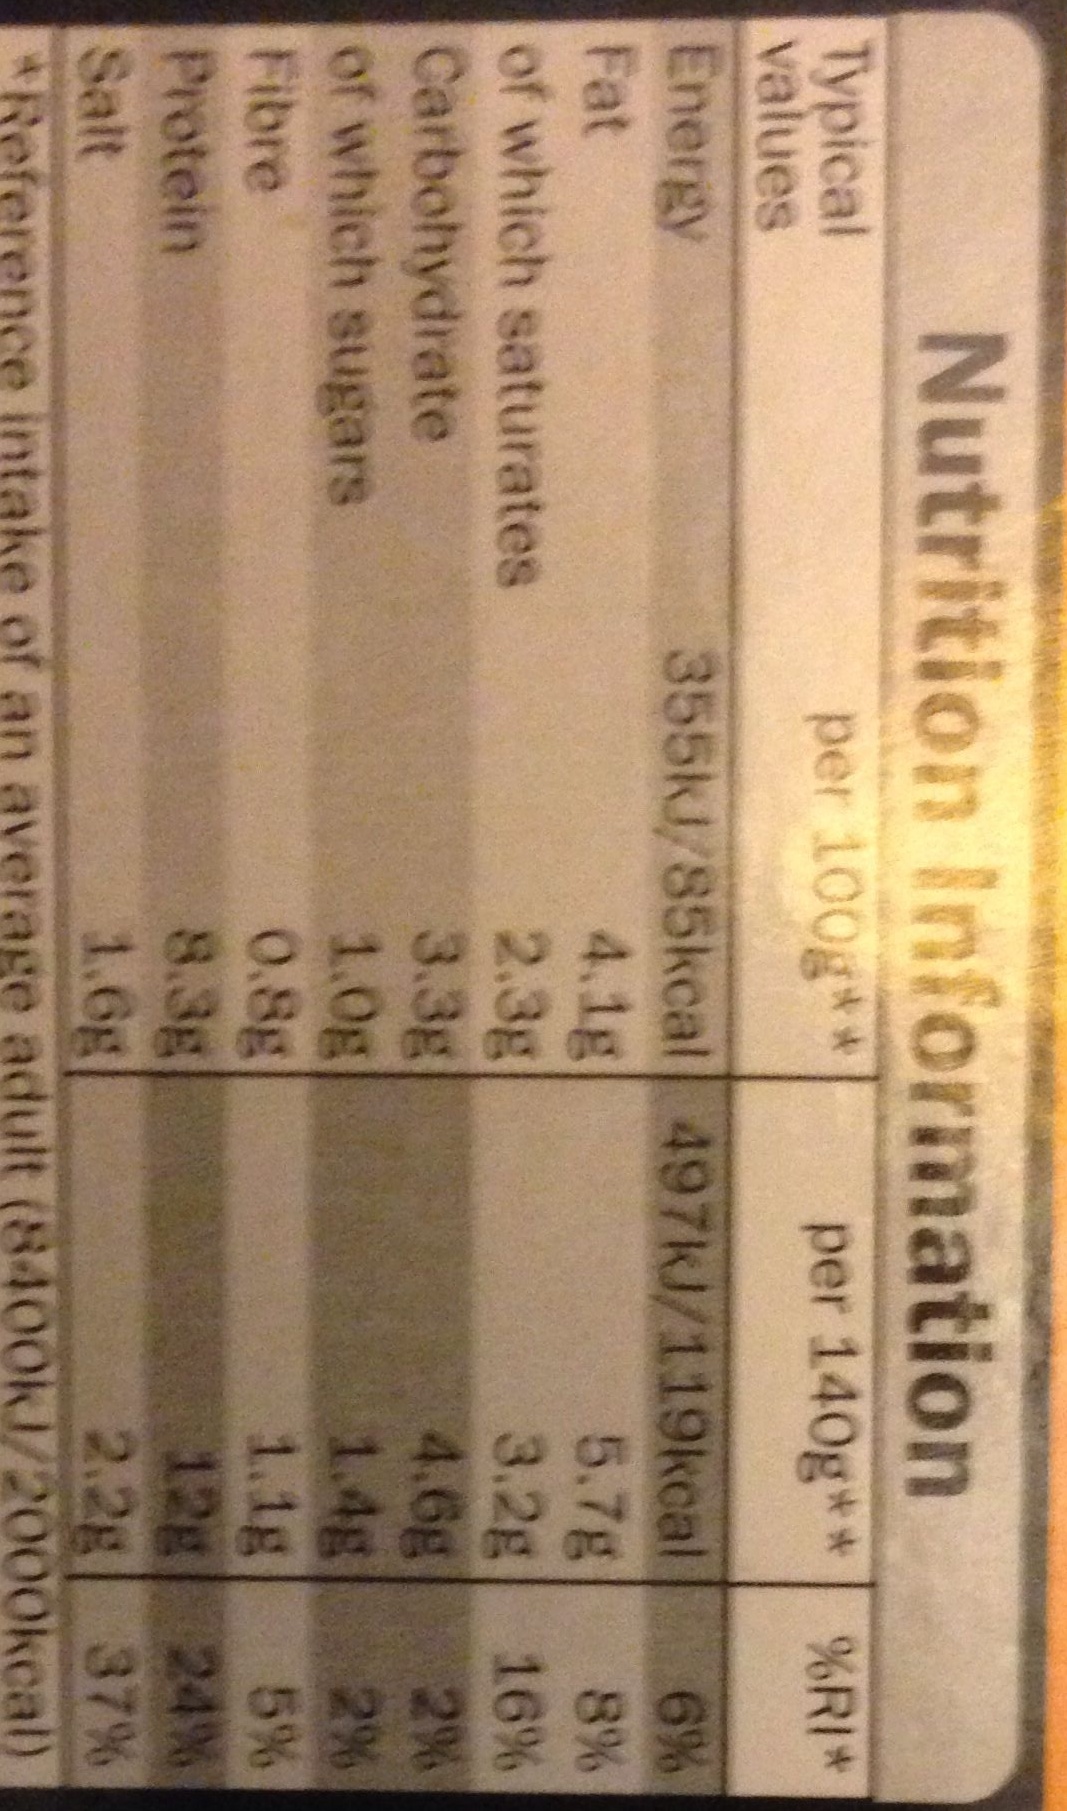 Nutrition Information
Typical values per 100g** per 140g** %RI*
Energy 355kJ/85kcal 497kJ/119kcal 6%
Fat 4.1g 5.7g 8%
of which saturates 2.3g 3.2g 16%
Carbohydrate 3.3g 4.6g 2%
of which sugars 1.0g 1.4g 2%
Fibre 0.8g 1.1g 5%
Protein 8.3g 12g 24%
Salt 1.6g 2.2g 37%
*Reference intake of an average adult (8400kJ/2000kcal)